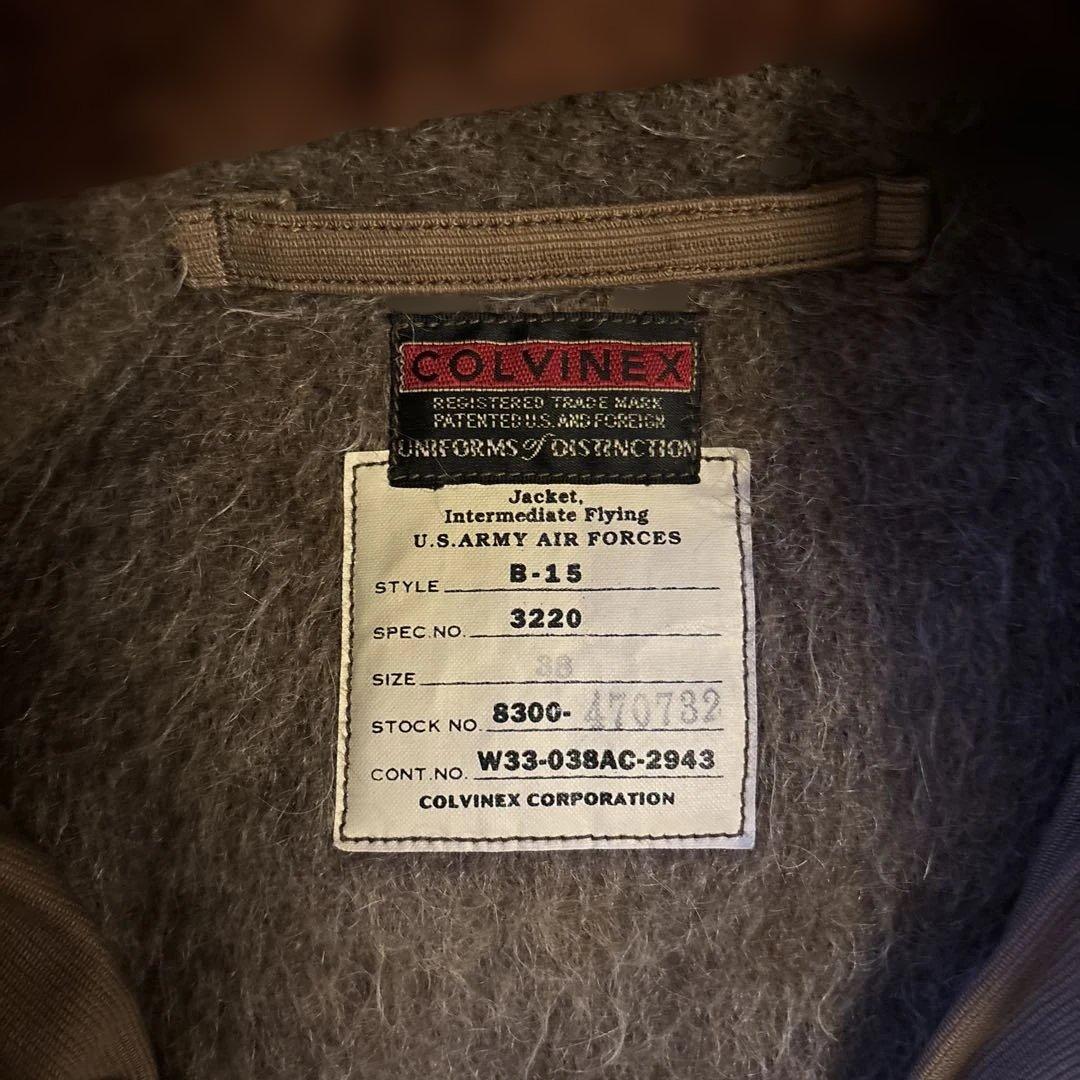 COLVINEX
REGISTERED TRADE MARK
PATENTED U.S. AND FOREIGN
UNIFORMS of DISTINCTION
Jacket,
Intermediate Flying
U.S.ARMY AIR FORCES
STYLE B-15
SPEC.NO. 3220
SIZE 38
STOCK NO. 8300- 470732
CONT.NO. W33-038AC-2943
COLVINEX CORPORATION